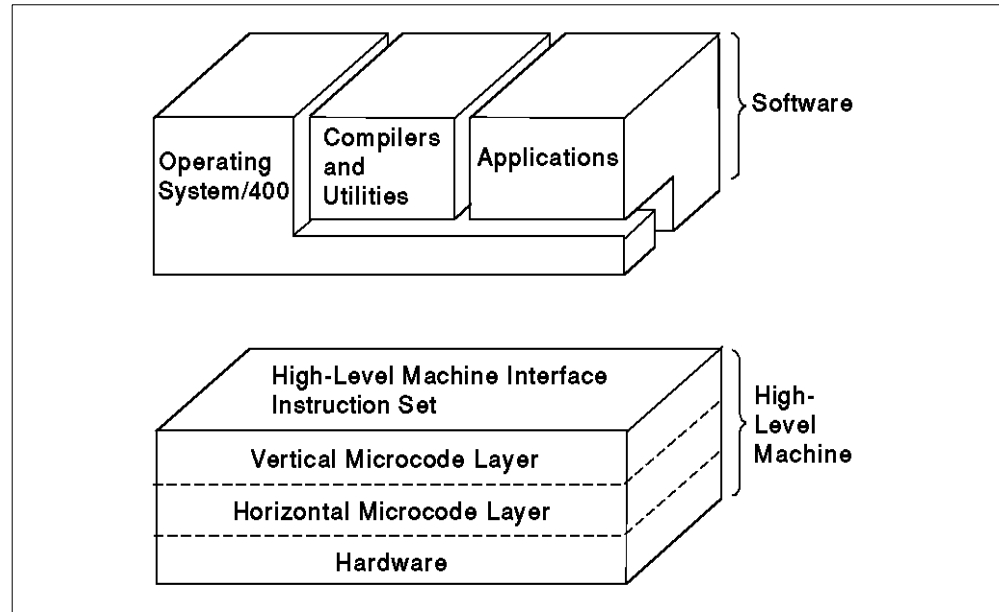 Operating
System/400
Compilers
and
Utilities
Applications
Software
High-Level Machine Interface
Instruction Set
Vertical Microcode Layer
Horizontal Microcode Layer
Hardware
High-
Level
Machine